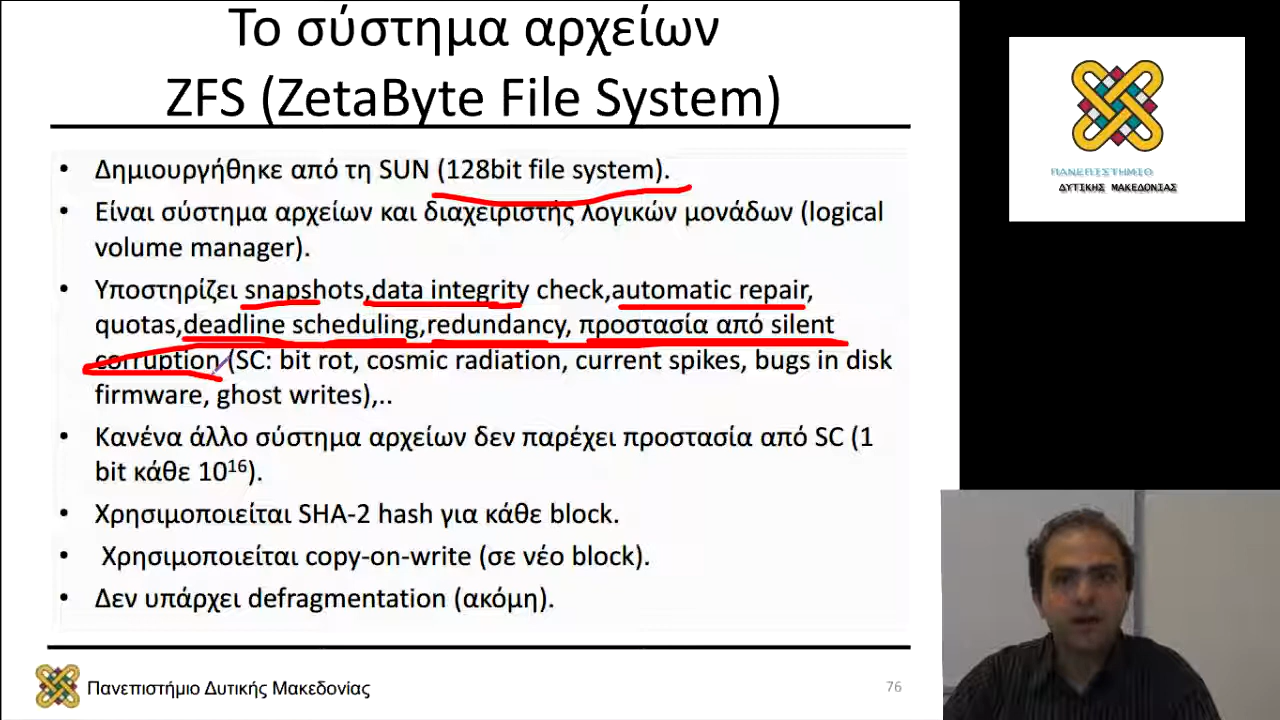 Το σύστημα αρχείων
ZFS (ZetaByte File System)
• Δημιουργήθηκε από τη SUN (128bit file system).
• Είναι σύστημα αρχείων και διαχειριστής λογικών μονάδων (logical
volume manager).
• Υποστηρίζει snapshots,data integrity check,automatic repair,
quotas,deadline scheduling,redundancy, προστασία από silent
corruption (SC: bit rot, cosmic radiation, current spikes, bugs in disk
firmware, ghost writes),..
• Κανένα άλλο σύστημα αρχείων δεν παρέχει προστασία από SC (1
bit κάθε 10¹⁶).
• Χρησιμοποιείται SHA-2 hash για κάθε block.
• Χρησιμοποιείται copy-on-write (σε νέο block).
• Δεν υπάρχει defragmentation (ακόμη).
Πανεπιστήμιο Δυτικής Μακεδονίας
76
ΠΑΝΕΠΙΣΤΗΜΙΟ
ΔΥΤΙΚΗΣ ΜΑΚΕΔΟΝΙΑΣ